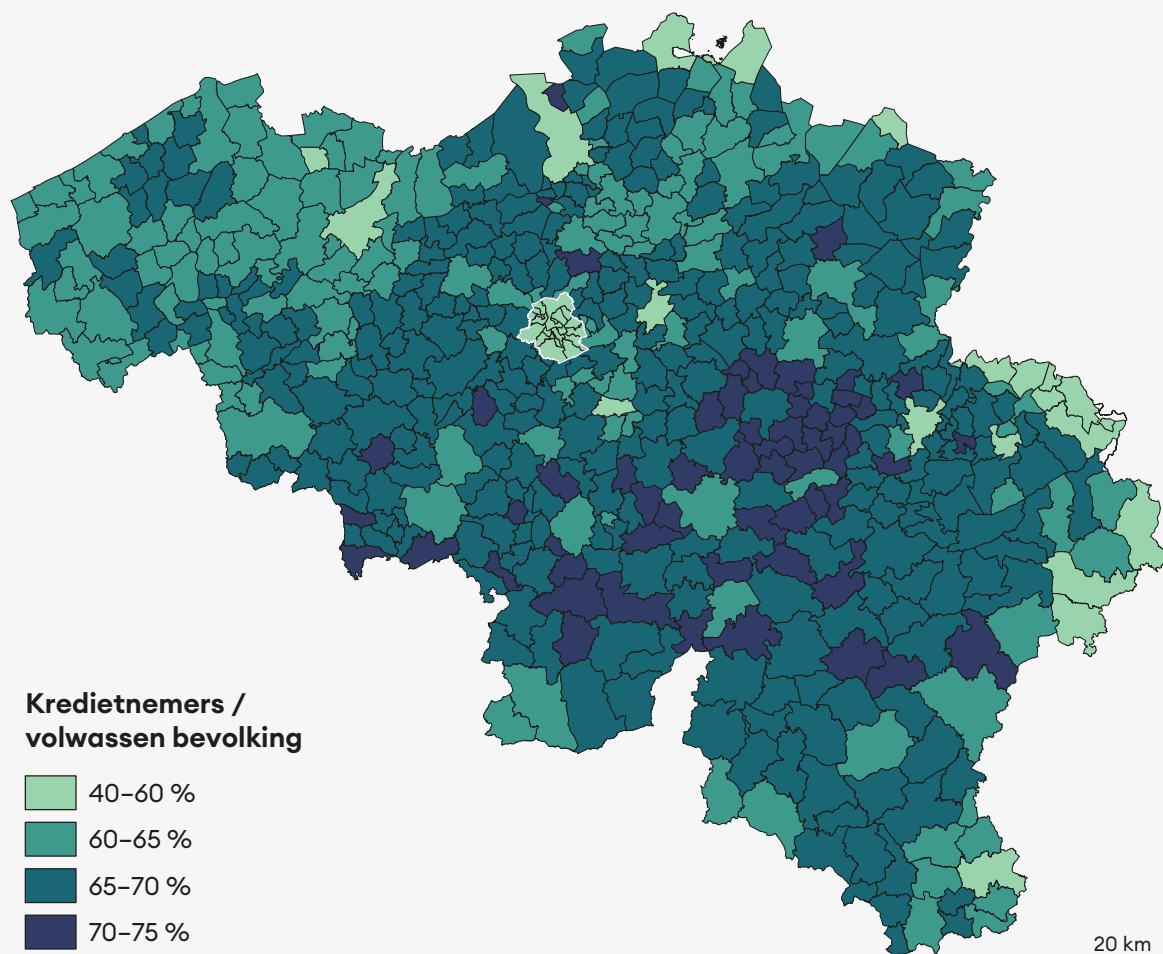 Kredietnemers /
volwassen bevolking
40–60 %
60–65 %
65–70 %
70–75 %
20 km